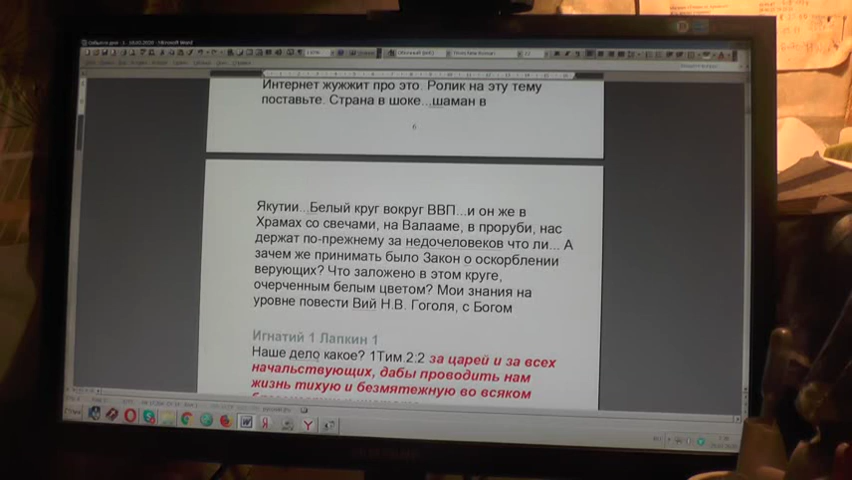 Интернет жужжит про это. Ролик на эту тему
поставьте. Страна в шоке...шаман в
6
Якутии...Белый круг вокруг ВВП...и он же в
Храмах со свечами, на Валааме, в проруби, нас
держат по-прежнему за недочеловеков что ли... А
зачем же принимать было Закон о оскорблении
верующих? Что заложено в этом круге,
очерченным белым цветом? Мои знания на
уровне повести Вий Н.В. Гоголя, с Богом
Игнатий 1 Лапкин 1
Наше дело какое? 1Тим.2:2 за царей и за всех
начальствующих, дабы проводить нам
жизнь тихую и безмятежную во всяком